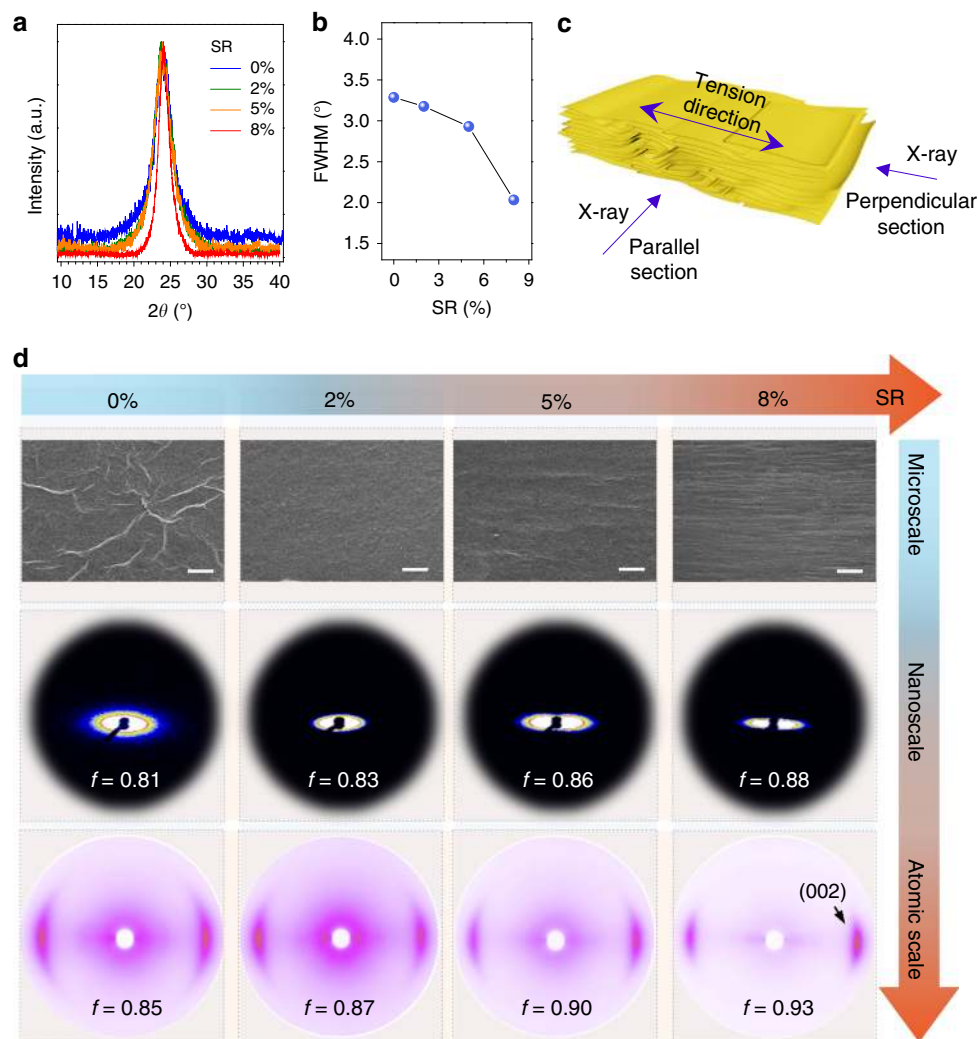 a
SR
0%
2%
5%
8%
Intensity (a.u.)
10 15 20 25 30 35 40
2θ (°)
b
4.0
3.5
3.0
2.5
2.0
1.5
FWHM (°)
0 3 6 9
SR (%)
c
Tension
direction
X-ray
Perpendicular
section
X-ray
Parallel
section
d
0% 2% 5% 8% SR
Microscale
f = 0.81 f = 0.83 f = 0.86 f = 0.88
Nanoscale
(002)
f = 0.85 f = 0.87 f = 0.90 f = 0.93
Atomic scale